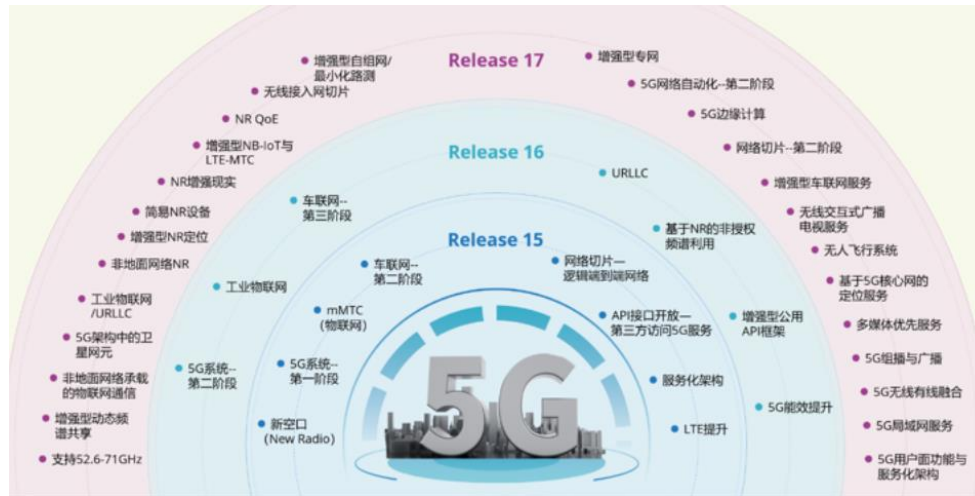 Release 17
增强型自组网/
最小化路测
无线接入网切片
NR QoE
增强型NB-IoT与
LTE-MTC
NR增强现实
简易NR设备
增强型NR定位
非地面网络NR
工业物联网
/URLLC
5G架构中的卫
星网元
非地面网络承载
的物联网通信
增强型动态频
谱共享
支持52.6-71GHz
增强型专网
5G网络自动化--第二阶段
5G边缘计算
网络切片--第二阶段
增强型车联网服务
无线交互式广播
电视服务
无人飞行系统
基于5G核心网的
定位服务
多媒体优先服务
5G组播与广播
5G无线有线融合
5G局域网服务
5G用户面功能与
服务化架构
Release 16
车联网--
第三阶段
工业物联网
5G系统--
第二阶段
URLLC
基于NR的非授权
频谱利用
增强型公用
API框架
5G能效提升
Release 15
车联网--
第二阶段
mMTC
(物联网)
5G系统--
第一阶段
新空口
(New Radio)
网络切片—
逻辑端到端网络
API接口开放—
第三方访问5G服务
服务化架构
LTE提升
5G